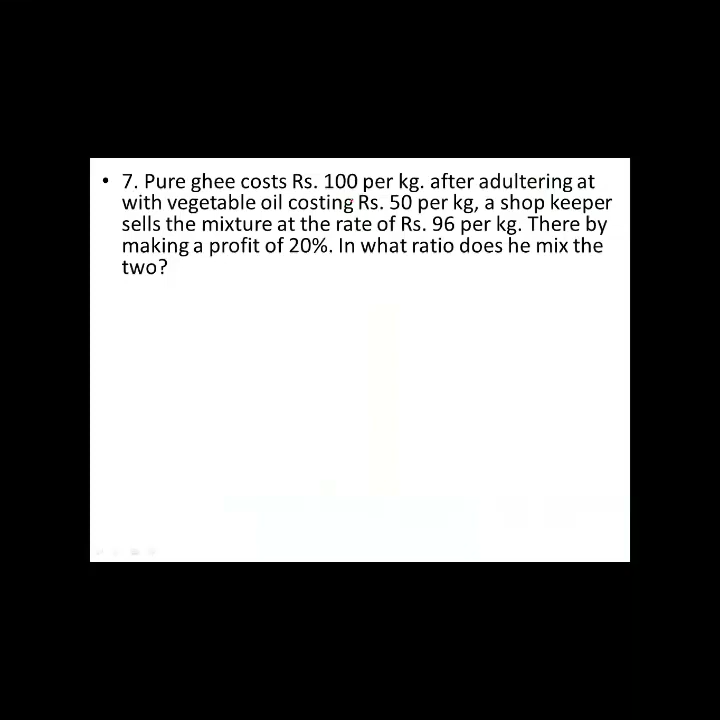 • 7. Pure ghee costs Rs. 100 per kg. after adultering at
with vegetable oil costing Rs. 50 per kg, a shop keeper
sells the mixture at the rate of Rs. 96 per kg. There by
making a profit of 20%. In what ratio does he mix the
two?